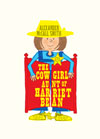 ALEXANDER
McCALL SMITH
THE
COWGIRL
AUNT OF
HARRIET
BEAN